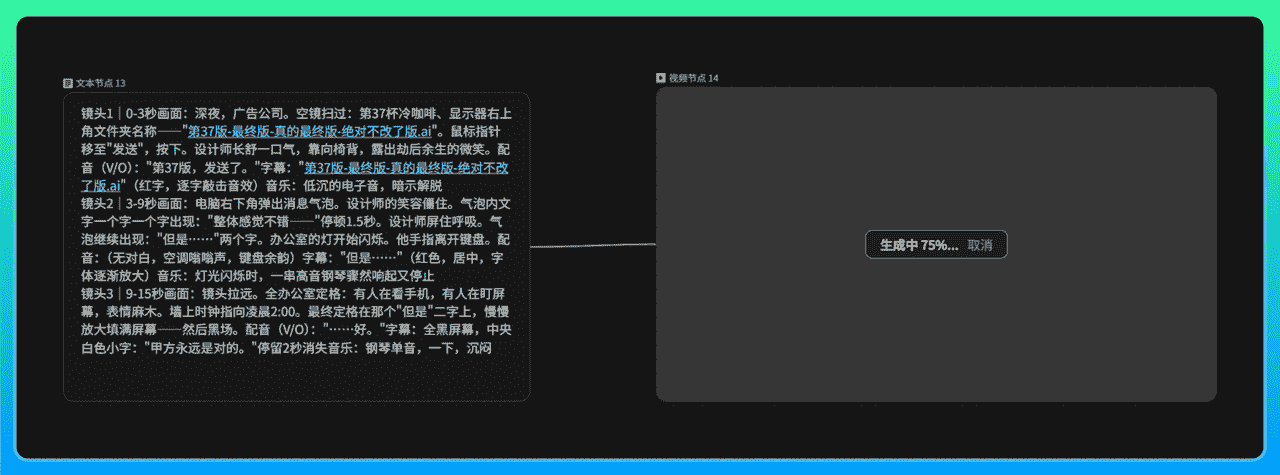 文本节点 13
镜头1｜0-3秒画面：深夜，广告公司。空镜扫过：第37杯冷咖啡、显示器右上
角文件夹名称——"第37版-最终版-真的最终版-绝对不改了版.ai"。鼠标指针
移至"发送"，按下。设计师长舒一口气，靠向椅背，露出劫后余生的微笑。配
音（V/O）："第37版，发送了。"字幕："第37版-最终版-真的最终版-绝对不改
了版.ai"（红字，逐字敲击音效）音乐：低沉的电子音，暗示解脱
镜头2｜3-9秒画面：电脑右下角弹出消息气泡。设计师的笑容僵住。气泡内文
字一个字一个字出现："整体感觉不错——"停顿1.5秒。设计师屏住呼吸。气
泡继续出现："但是……"两个字。办公室的灯开始闪烁。他手指离开键盘。配
音：（无对白，空调嗡嗡声，键盘余韵）字幕："但是……"（红色，居中，字
体逐渐放大）音乐：灯光闪烁时，一串高音钢琴骤然响起又停止
镜头3｜9-15秒画面：镜头拉远。全办公室定格：有人在看手机，有人在盯屏
幕，表情麻木。墙上时钟指向凌晨2:00。最终定格在那个"但是"二字上，慢慢
放大填满屏幕——然后黑场。配音（V/O）："……好。"字幕：全黑屏幕，中央
白色小字："甲方永远是对的。"停留2秒消失音乐：钢琴单音，一下，沉闷
视频节点 14
生成中 75%... 取消